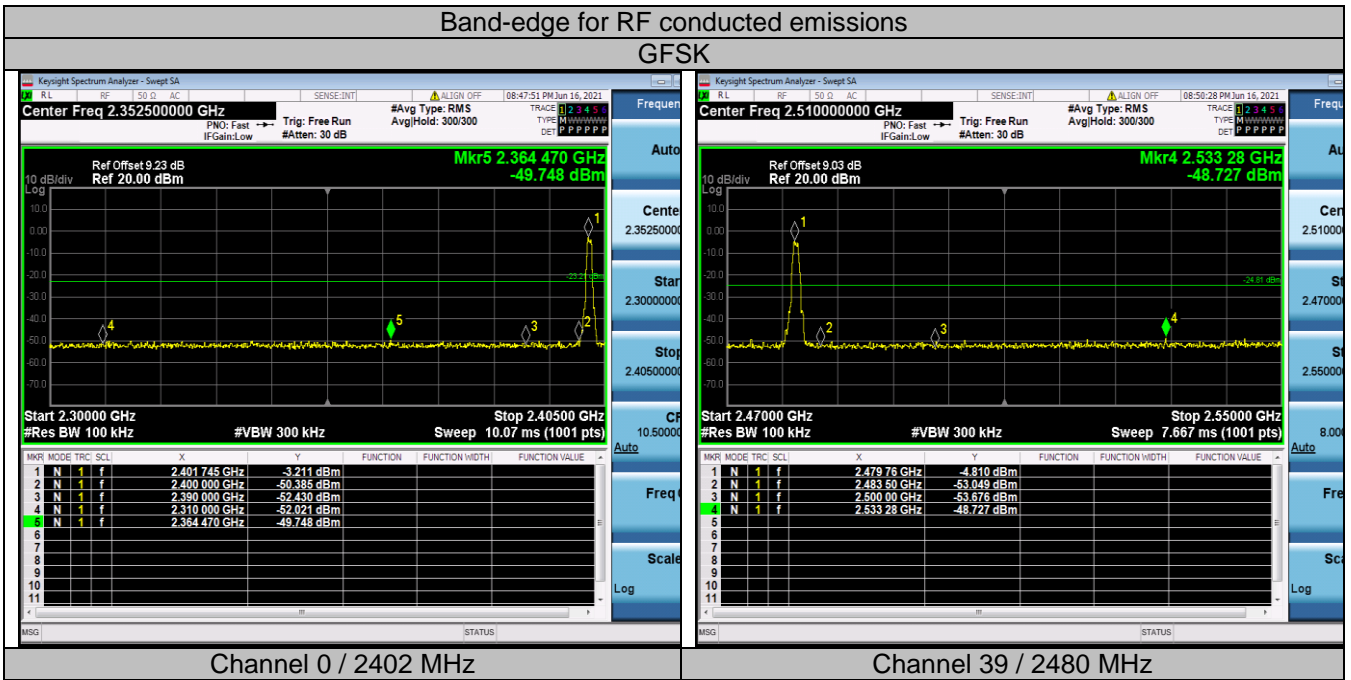 Band-edge for RF conducted emissions
GFSK
Keysight Spectrum Analyzer - Swept SA
RL RF 50 Ω AC SENSE:INT ALIGN OFF 08:47:51 PM Jun 16, 2021
Center Freq 2.352500000 GHz
PNO: Fast
IFGain:Low
Trig: Free Run
#Atten: 30 dB
#Avg Type: RMS
Avg|Hold: 300/300
TRACE 1 2 3 4 5 6
TYPE M
DET P P P P P P
Ref Offset 9.23 dB
10 dB/div Ref 20.00 dBm
Log
Mkr5 2.364 470 GHz
-49.748 dBm
10.0
0.00
-10.0
-20.0
-30.0
-40.0
-50.0
-60.0
-70.0
1
2
3
4
5
Start 2.30000 GHz Stop 2.40500 GHz
#Res BW 100 kHz #VBW 300 kHz Sweep 10.07 ms (1001 pts)
MKR MODE TRC SCL X Y FUNCTION FUNCTION WIDTH FUNCTION VALUE
1 N 1 f 2.401 745 GHz -3.211 dBm
2 N 1 f 2.400 000 GHz -50.385 dBm
3 N 1 f 2.390 000 GHz -52.430 dBm
4 N 1 f 2.310 000 GHz -52.021 dBm
5 N 1 f 2.364 470 GHz -49.748 dBm
6
7
8
9
10
11
MSG STATUS
Frequen
Auto
Cente
2.35250000
Star
2.30000000
Stop
2.40500000
CF
10.50000
Auto
Freq
Scale
Log
Channel 0 / 2402 MHz
Keysight Spectrum Analyzer - Swept SA
RL RF 50 Ω AC SENSE:INT ALIGN OFF 08:50:28 PM Jun 16, 2021
Center Freq 2.510000000 GHz
PNO: Fast
IFGain:Low
Trig: Free Run
#Atten: 30 dB
#Avg Type: RMS
Avg|Hold: 300/300
TRACE 1 2 3 4 5 6
TYPE M
DET P P P P P P
Ref Offset 9.03 dB
10 dB/div Ref 20.00 dBm
Log
Mkr4 2.533 28 GHz
-48.727 dBm
10.0
0.00
-10.0
-20.0
-30.0
-40.0
-50.0
-60.0
-70.0
-24.81 dBm
1
2
3
4
Start 2.47000 GHz Stop 2.55000 GHz
#Res BW 100 kHz #VBW 300 kHz Sweep 7.667 ms (1001 pts)
MKR MODE TRC SCL X Y FUNCTION FUNCTION WIDTH FUNCTION VALUE
1 N 1 f 2.479 76 GHz -4.810 dBm
2 N 1 f 2.483 50 GHz -53.049 dBm
3 N 1 f 2.500 00 GHz -53.676 dBm
4 N 1 f 2.533 28 GHz -48.727 dBm
5
6
7
8
9
10
11
MSG STATUS
Frequ
Au
Cen
2.51000
St
2.47000
St
2.55000
8.00
Auto
Fre
Sca
Log
Channel 39 / 2480 MHz